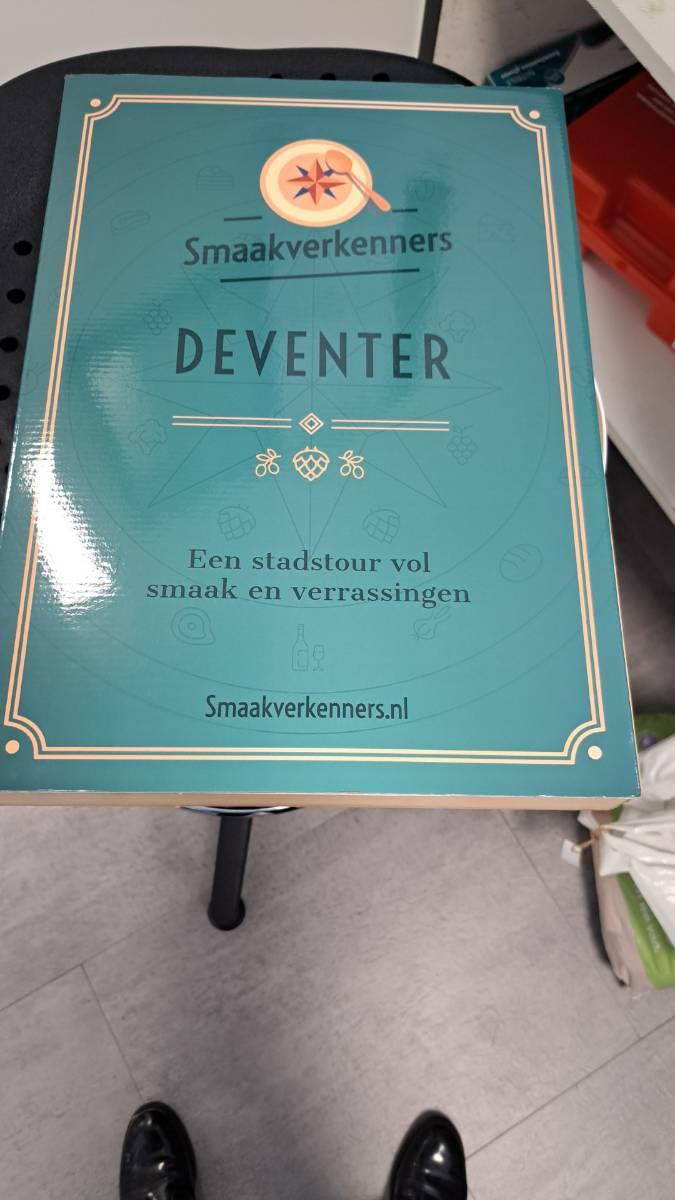 Smaakverkenners
DEVENTER
Een stadstour vol
smaak en verrassingen
Smaakverkenners.nl